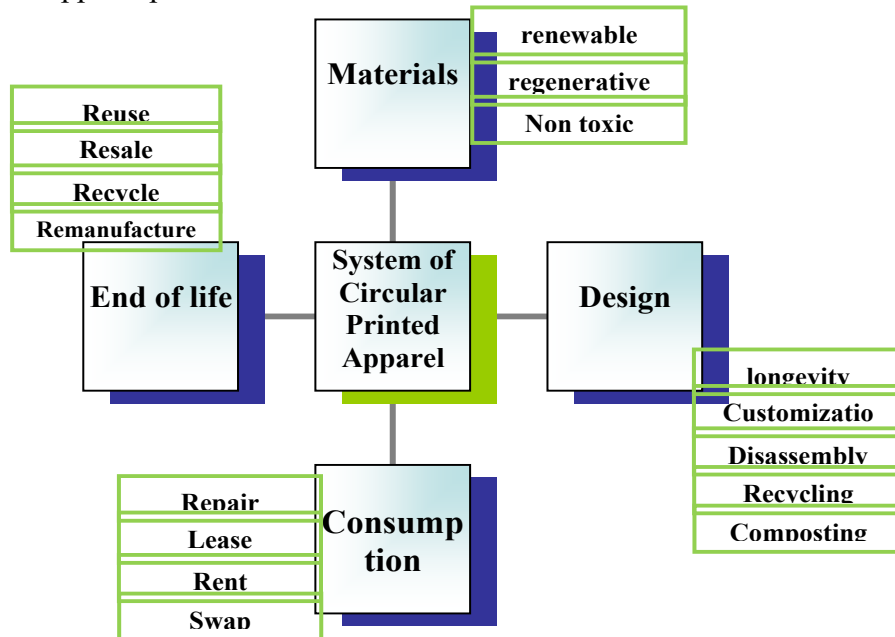 renewable
Materials
regenerative
Non toxic
Reuse
Resale
Recycle
Remanufacture
End of life
System of
Circular
Printed
Apparel
Design
longevity
Customizatio
Disassembly
Recycling
Composting
Repair
Lease
Rent
Swap
Consump
tion